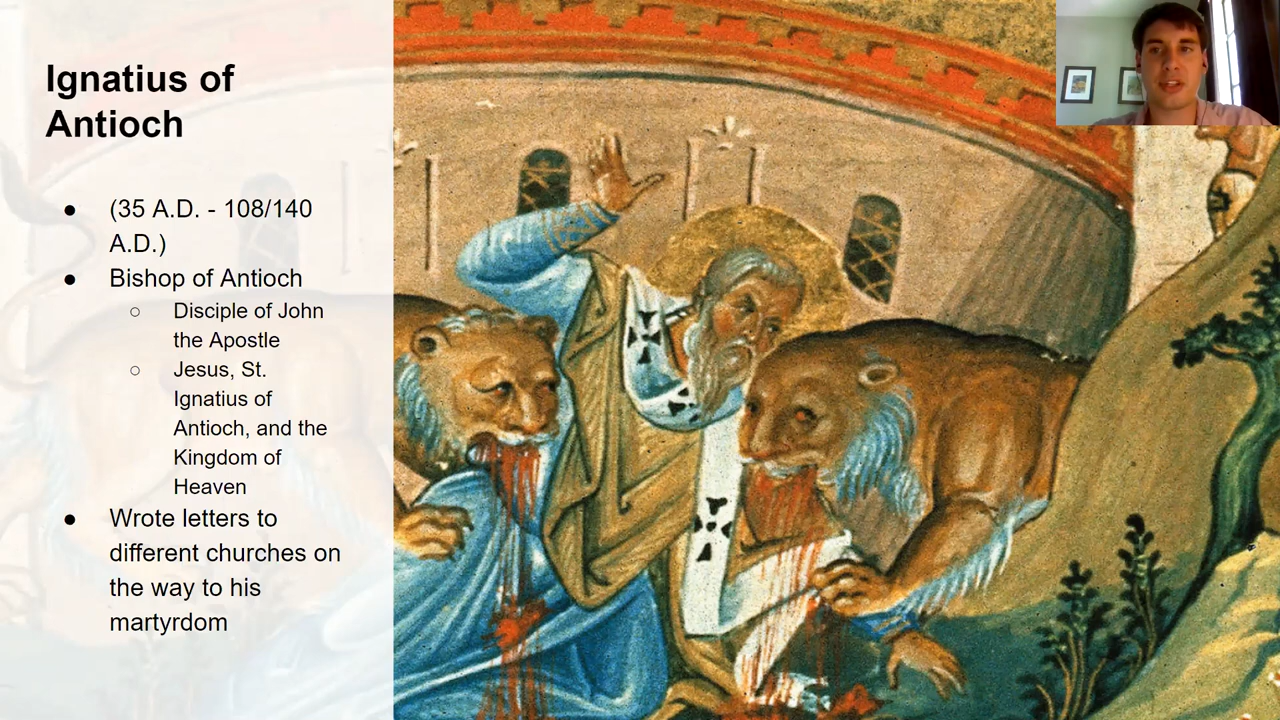 Ignatius of
Antioch
● (35 A.D. - 108/140
A.D.)
● Bishop of Antioch
○ Disciple of John
the Apostle
○ Jesus, St.
Ignatius of
Antioch, and the
Kingdom of
Heaven
● Wrote letters to
different churches on
the way to his
martyrdom